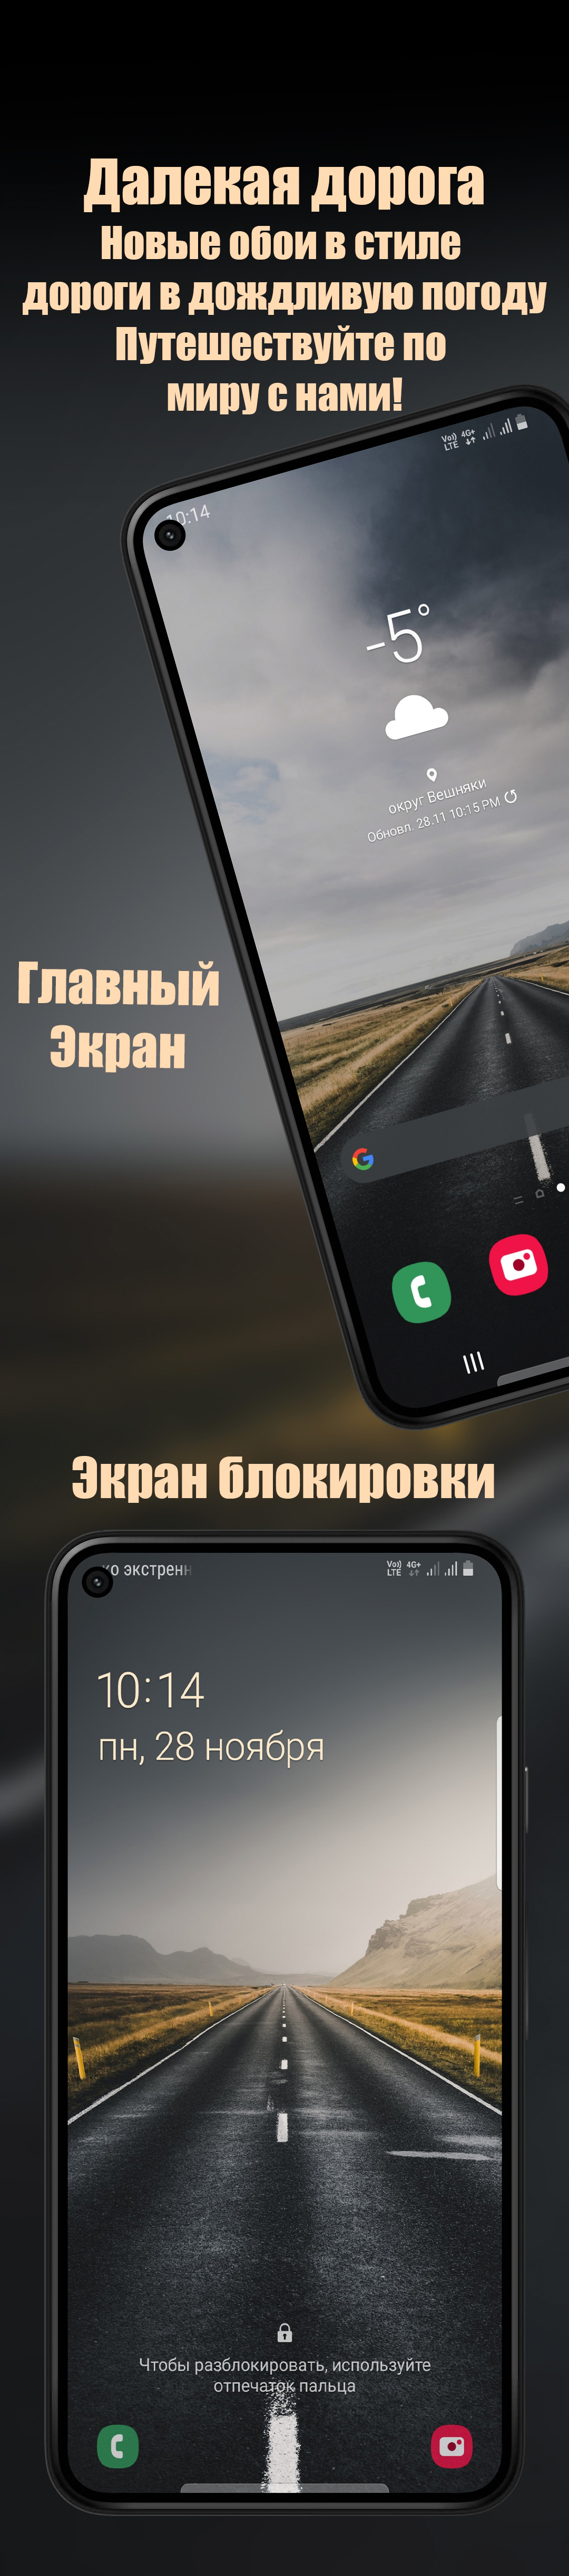 Далекая дорога
Новые обои в стиле
дороги в дождливую погоду
Путешествуйте по
миру с нами!
Vo)) 4G+
LTE
10:14
-5°
округ Вешняки
Обновл. 28.11 10:15 PM
Главный
Экран
G
Экран блокировки
ко экстренн
Vo)) 4G+
LTE
10:14
пн, 28 ноября
Чтобы разблокировать, используйте
отпечаток пальца